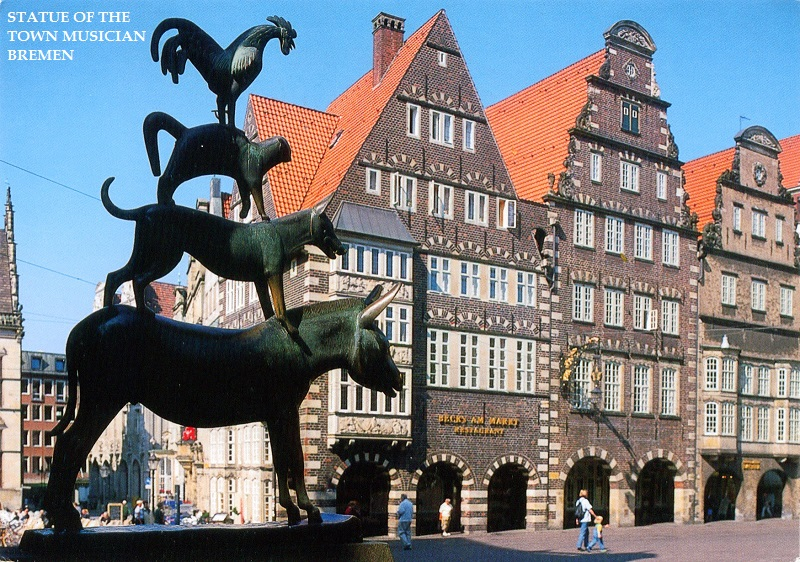 STATUE OF THE
TOWN MUSICIAN
BREMEN
BECK'S AM MARKT
RESTAURANT